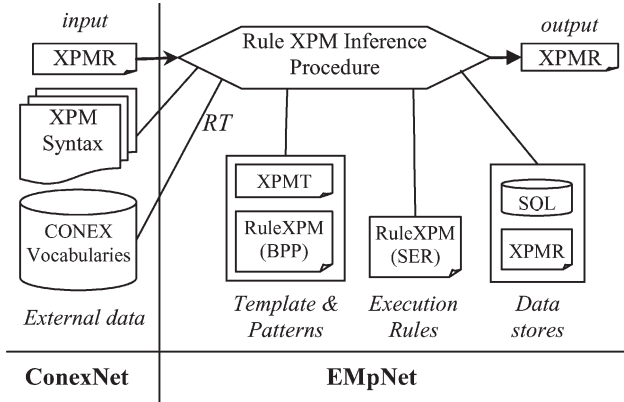 input
output
XPMR
Rule XPM Inference
Procedure
XPMR
XPM
Syntax
RT
CONEX
Vocabularies
XPMT
RuleXPM
(BPP)
RuleXPM
(SER)
SQL
XPMR
External data
Template &
Patterns
Execution
Rules
Data
stores
ConexNet
EMpNet